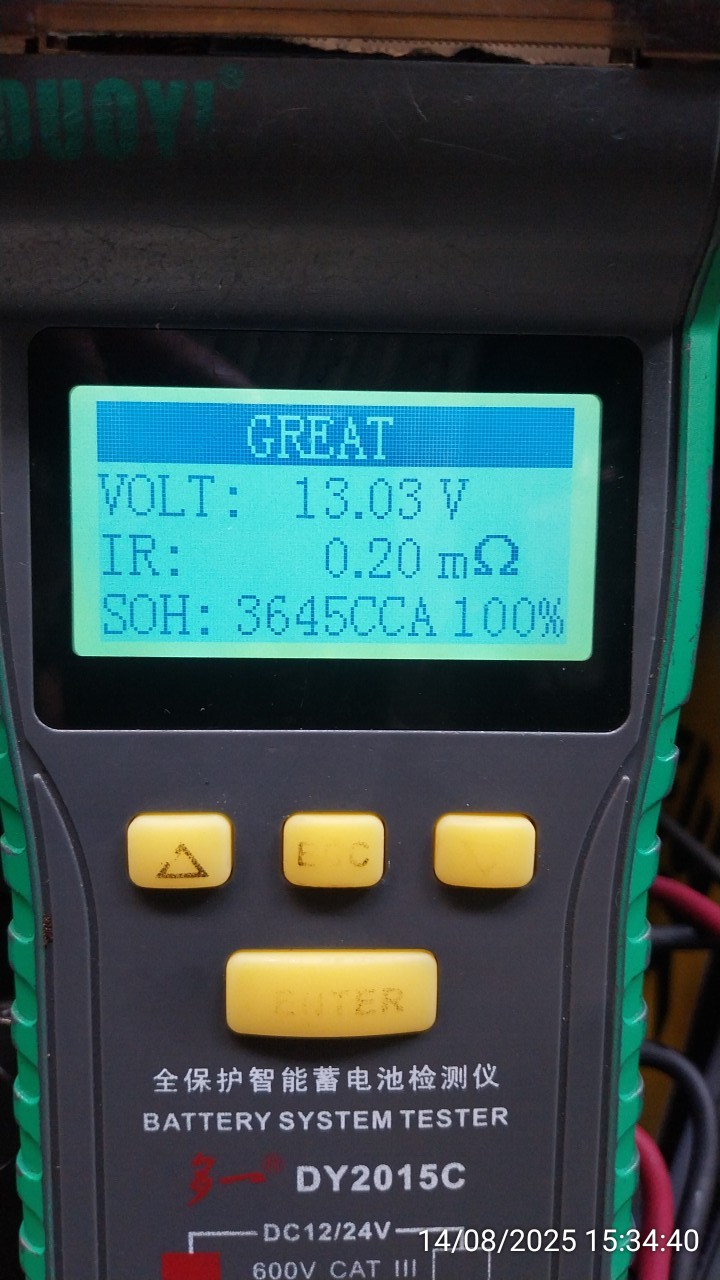 DUOYI®
GREAT
VOLT: 13.03 V
IR: 0.20 mΩ
SOH: 3645CCA 100%
ESC
ENTER
全保护智能蓄电池检测仪
BATTERY SYSTEM TESTER
多一® DY2015C
DC12/24V
600V CAT III
14/08/2025 15:34:40